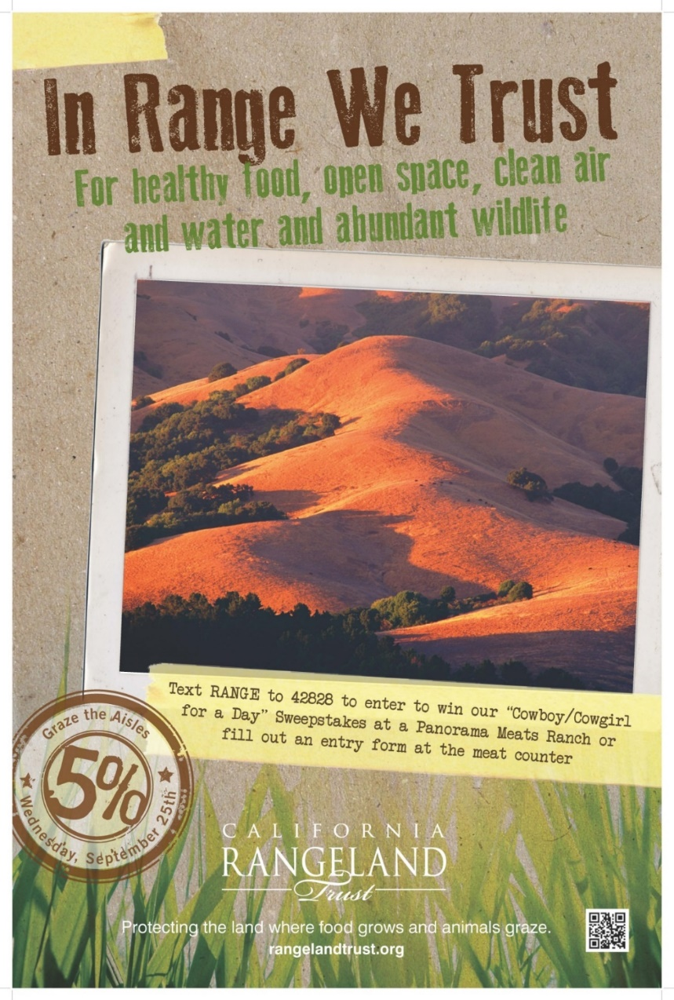 In Range We Trust
For healthy food, open space, clean air
and water and abundant wildlife
Text RANGE to 42828 to enter to win our “Cowboy/Cowgirl
for a Day” Sweepstakes at a Panorama Meats Ranch or
fill out an entry form at the meat counter
Graze the Aisles
5%
Wednesday, September 25th
CALIFORNIA
RANGELAND
Trust
Protecting the land where food grows and animals graze.
rangelandtrust.org